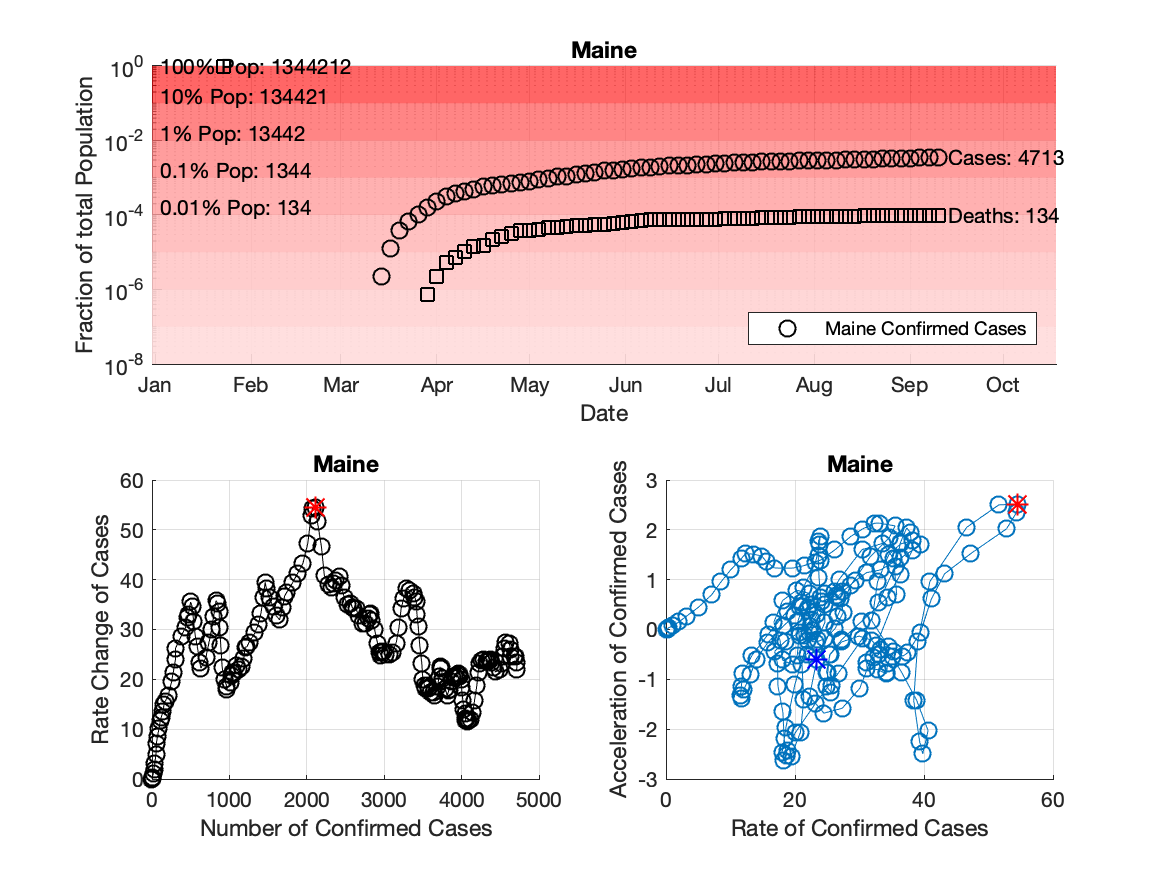 Maine
Fraction of total Population
10^0
10^-2
10^-4
10^-6
10^-8
100% Pop: 1344212
10% Pop: 134421
1% Pop: 13442
0.1% Pop: 1344
0.01% Pop: 134
Cases: 4713
Deaths: 134
Maine Confirmed Cases
Jan Feb Mar Apr May Jun Jul Aug Sep Oct
Date
Maine
Rate Change of Cases
60
50
40
30
20
10
0
0 1000 2000 3000 4000 5000
Number of Confirmed Cases
Maine
Acceleration of Confirmed Cases
3
2
1
0
-1
-2
-3
0 20 40 60
Rate of Confirmed Cases